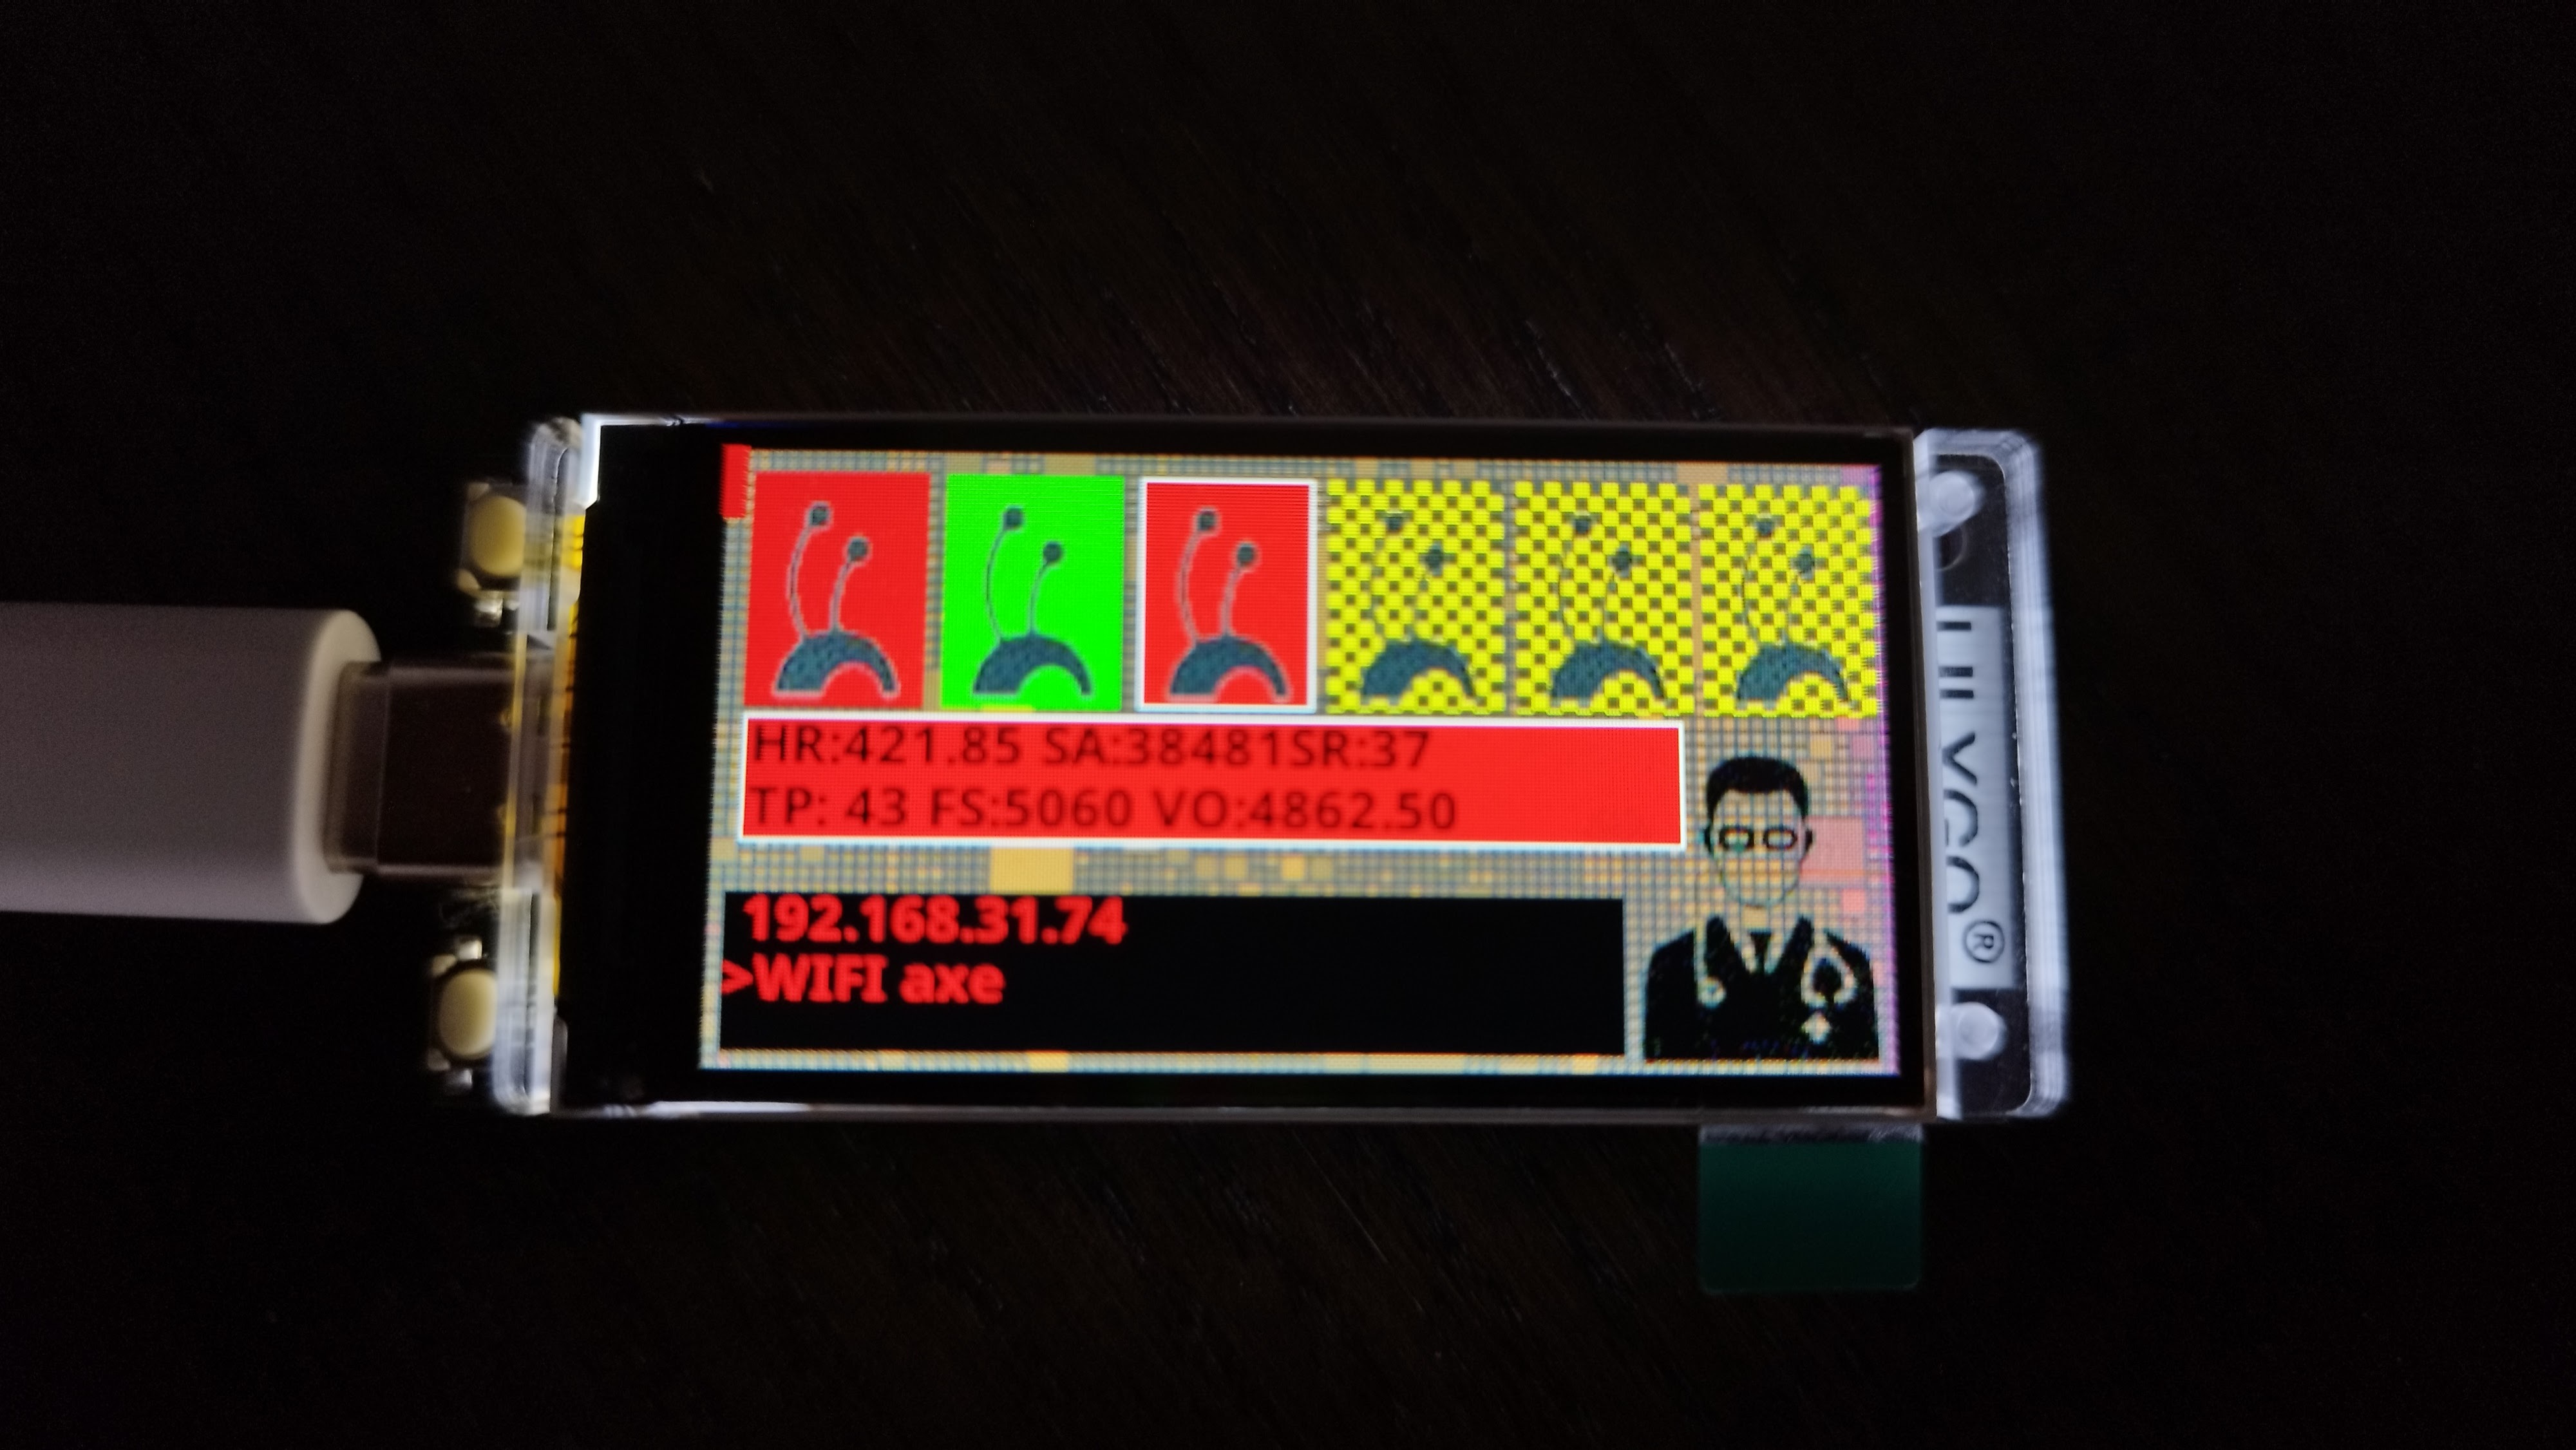 HR:421.85 SA:38481SR:37
TP: 43 FS:5060 VO:4862.50
192.168.31.74
>WIFI axe